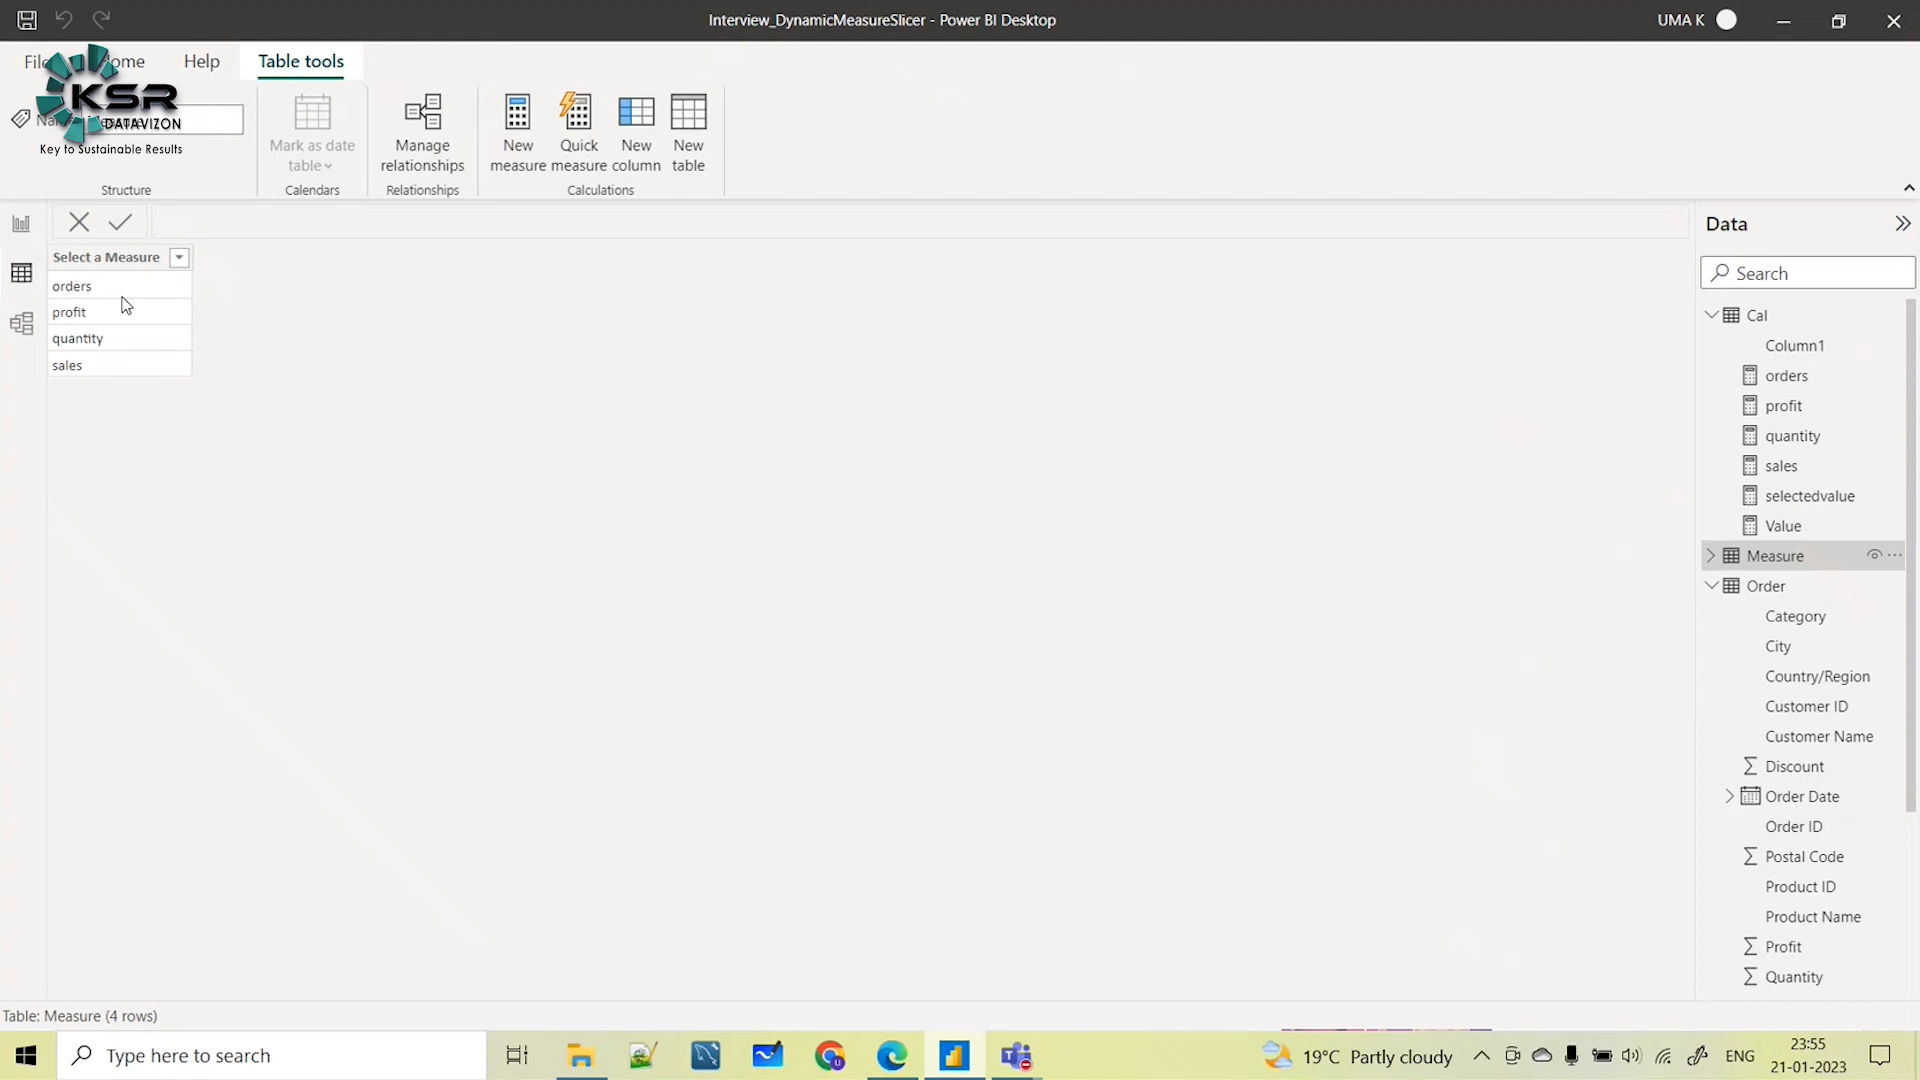 Interview_DynamicMeasureSlicer - Power BI Desktop
UMA K
File
Home
Help
Table tools
KSR
DATAVIZON
Key to Sustainable Results
Mark as date
table
Manage
relationships
New
measure
Quick
measure
New
column
New
table
Structure
Calendars
Relationships
Calculations
Select a Measure
orders
profit
quantity
sales
Data
Search
Cal
Column1
orders
profit
quantity
sales
selectedvalue
Value
Measure
Order
Category
City
Country/Region
Customer ID
Customer Name
Discount
Order Date
Order ID
Postal Code
Product ID
Product Name
Profit
Quantity
Table: Measure (4 rows)
Type here to search
19°C Partly cloudy
ENG
23:55
21-01-2023